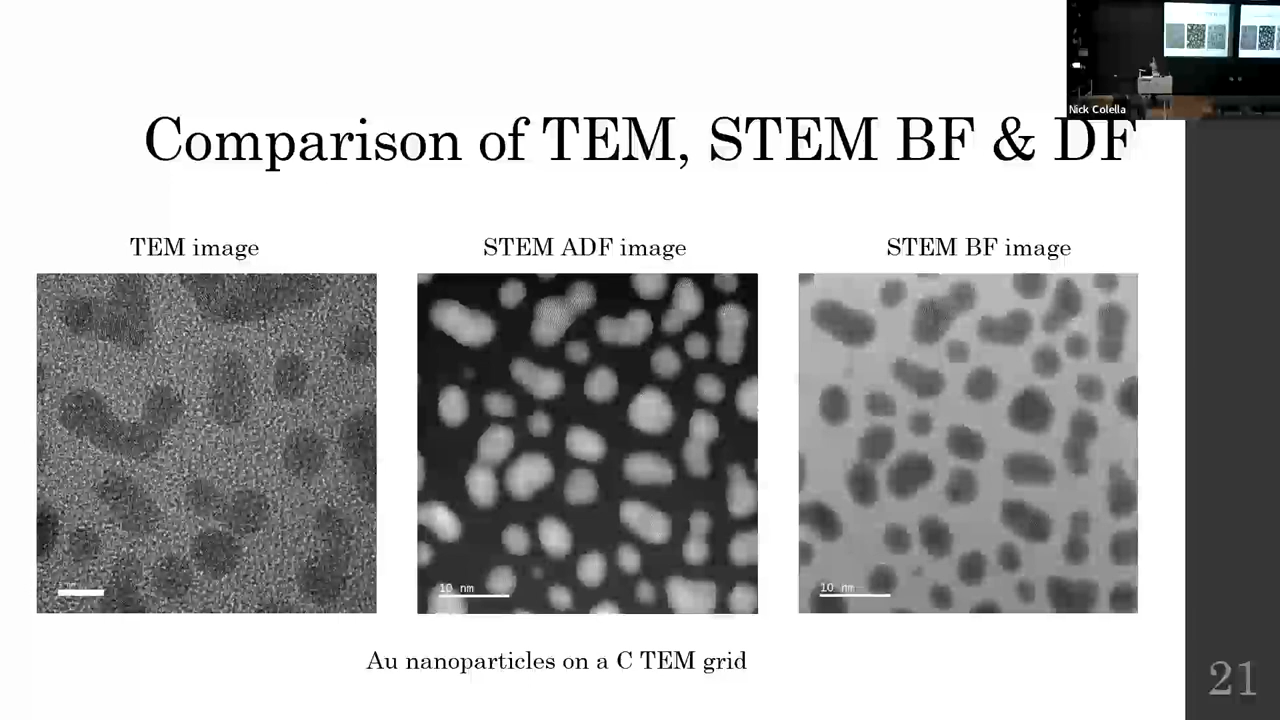 Nick Colella
Comparison of TEM, STEM BF & DF
TEM image
STEM ADF image
STEM BF image
10 nm
10 nm
Au nanoparticles on a C TEM grid
21